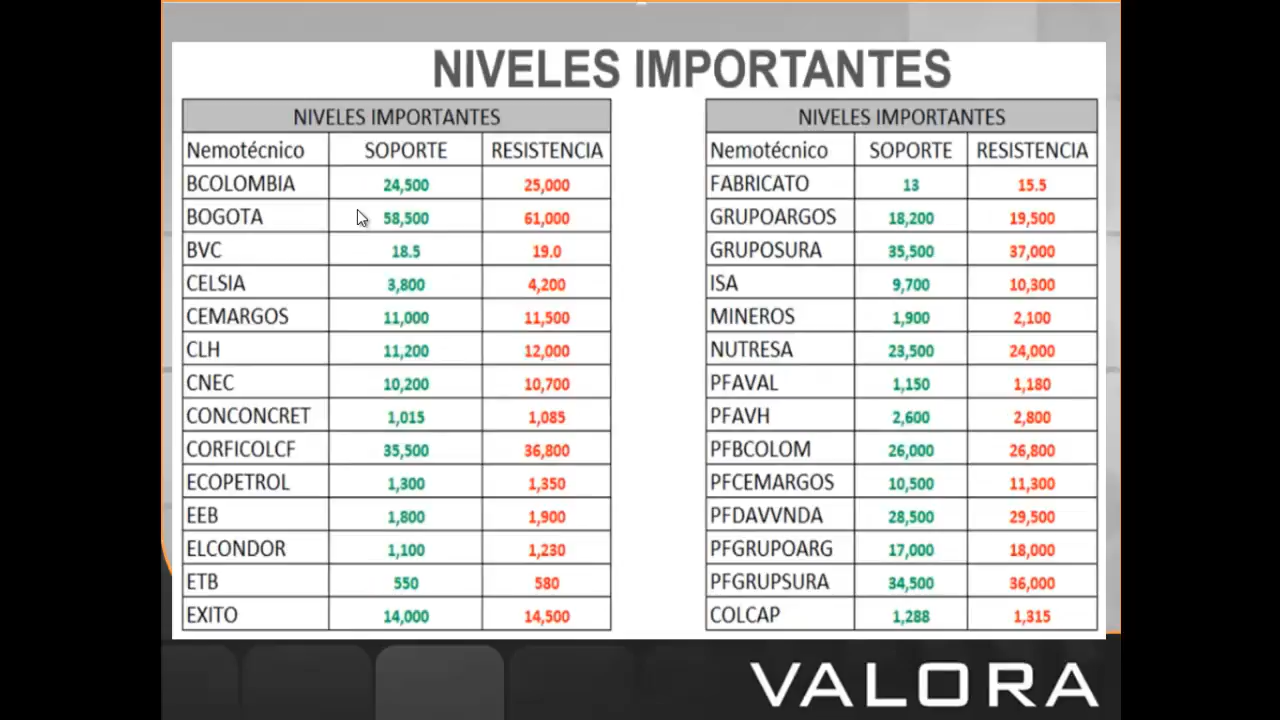 NIVELES IMPORTANTES
NIVELES IMPORTANTES
Nemotécnico SOPORTE RESISTENCIA
BCOLOMBIA 24,500 25,000
BOGOTA 58,500 61,000
BVC 18.5 19.0
CELSIA 3,800 4,200
CEMARGOS 11,000 11,500
CLH 11,200 12,000
CNEC 10,200 10,700
CONCONCRET 1,015 1,085
CORFICOLCF 35,500 36,800
ECOPETROL 1,300 1,350
EEB 1,800 1,900
ELCONDOR 1,100 1,230
ETB 550 580
EXITO 14,000 14,500
NIVELES IMPORTANTES
Nemotécnico SOPORTE RESISTENCIA
FABRICATO 13 15.5
GRUPOARGOS 18,200 19,500
GRUPOSURA 35,500 37,000
ISA 9,700 10,300
MINEROS 1,900 2,100
NUTRESA 23,500 24,000
PFAVAL 1,150 1,180
PFAVH 2,600 2,800
PFBCOLOM 26,000 26,800
PFCEMARGOS 10,500 11,300
PFDAVVNDA 28,500 29,500
PFGRUPOARG 17,000 18,000
PFGRUPSURA 34,500 36,000
COLCAP 1,288 1,315
VALORA